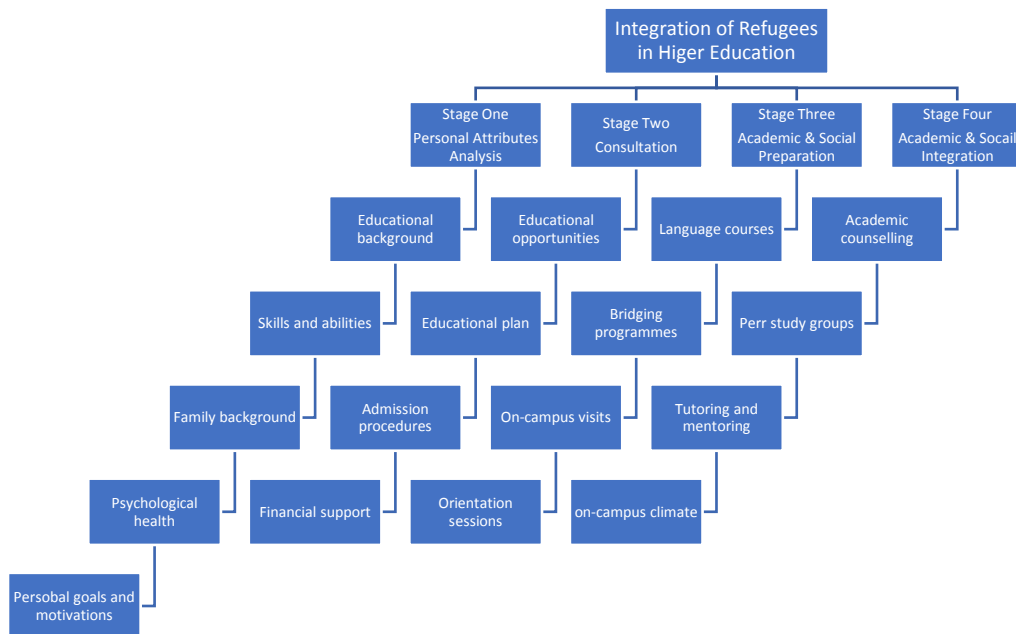 Integration of Refugees
in Higer Education
Stage One
Personal Attributes
Analysis
Stage Two
Consultation
Stage Three
Academic & Social
Preparation
Stage Four
Academic & Socail
Integration
Educational
background
Educational
opportunities
Language courses
Academic
counselling
Skills and abilities
Educational plan
Bridging
programmes
Perr study groups
Family background
Admission
procedures
On-campus visits
Tutoring and
mentoring
Psychological
health
Financial support
Orientation
sessions
on-campus climate
Persobal goals and
motivations